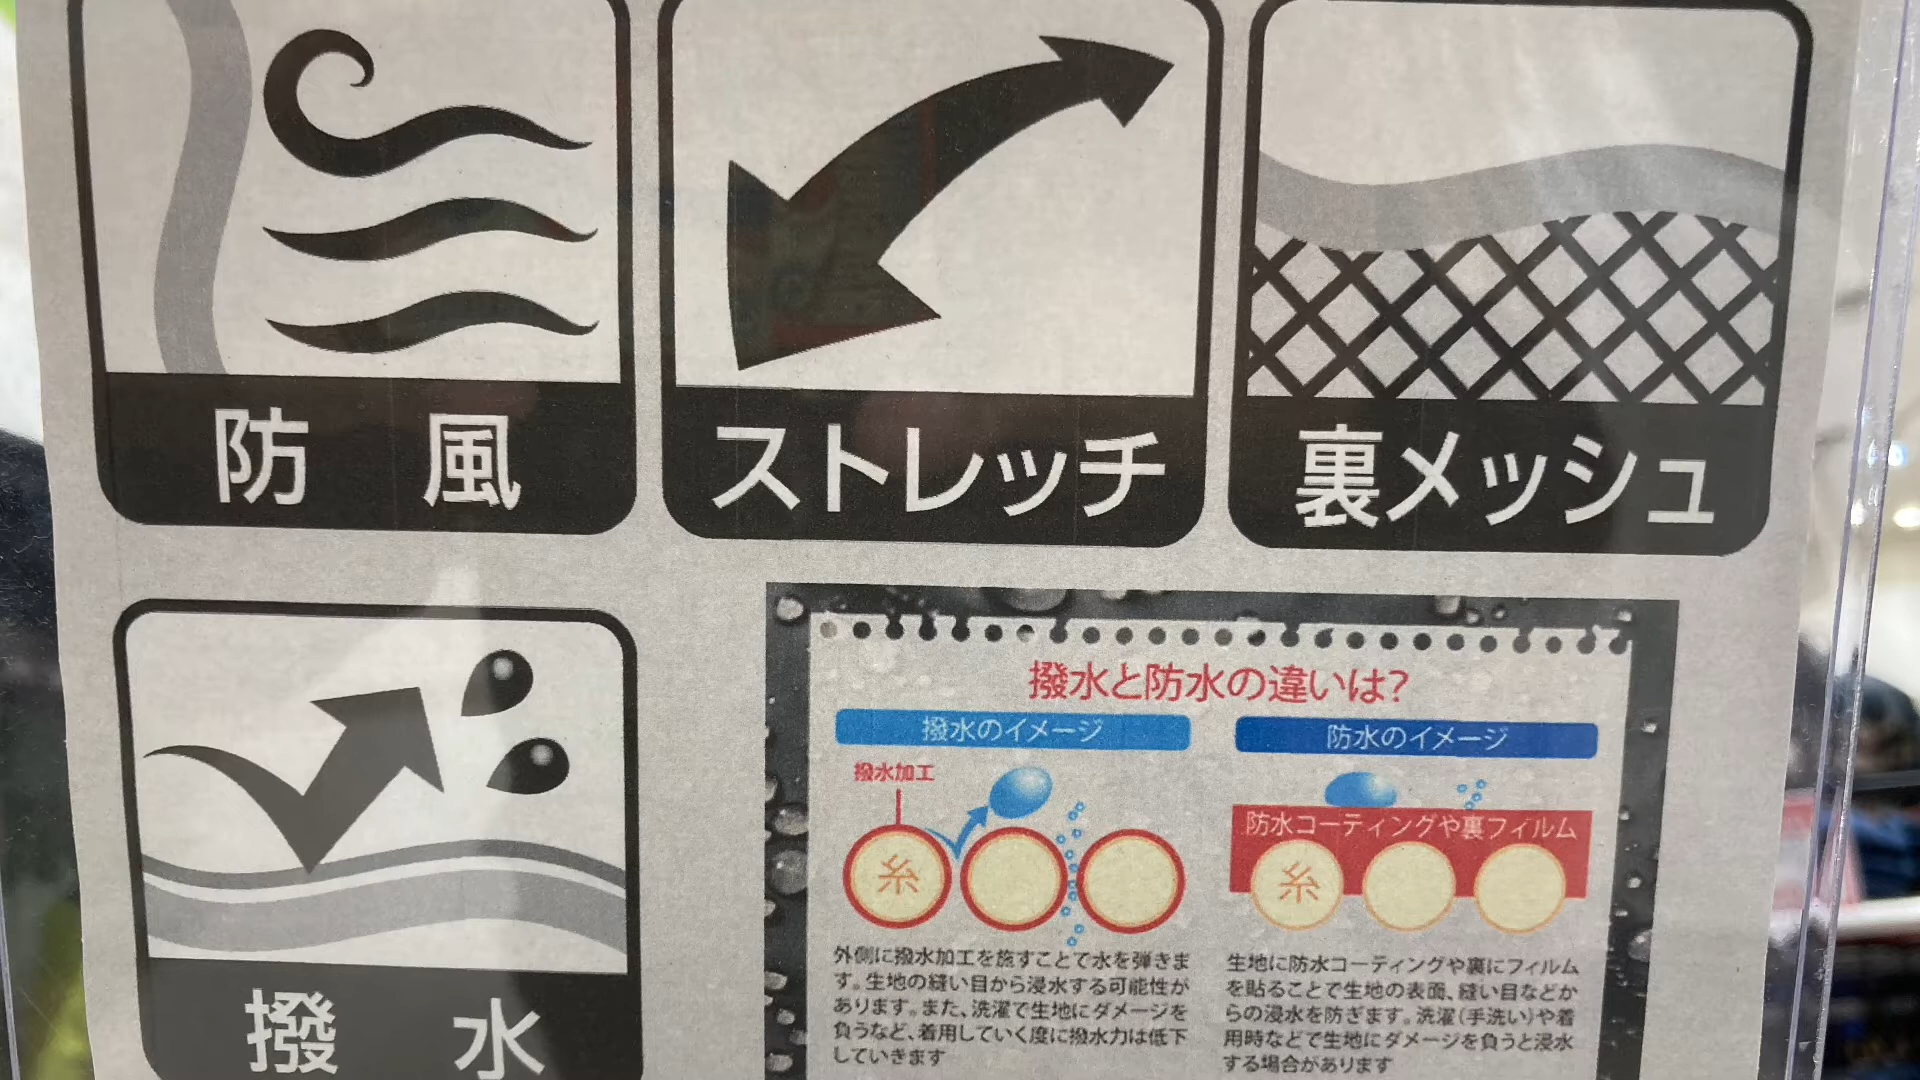 防 風
ストレッチ
裏メッシュ
撥 水
撥水と防水の違いは?
撥水のイメージ
撥水加工
糸
外側に撥水加工を施すことで水を弾きま
す。生地の縫い目から浸水する可能性が
あります。また、洗濯で生地にダメージを
負うなど、着用していく度に撥水力は低下
していきます
防水のイメージ
防水コーティングや裏フィルム
糸
生地に防水コーティングや裏にフィルム
を貼ることで生地の表面、縫い目などか
らの浸水を防ぎます。洗濯(手洗い)や着
用時などで生地にダメージを負うと浸水
する場合があります